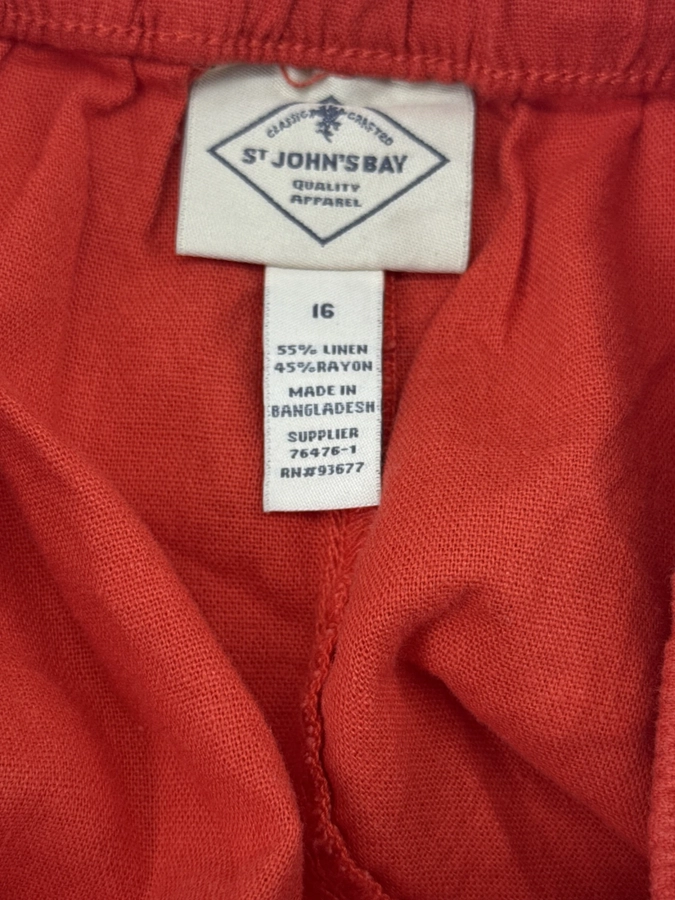 CLASSIC CRAFTED
ST JOHN'S BAY
QUALITY
APPAREL
16
55% LINEN
45% RAYON
MADE IN
BANGLADESH
SUPPLIER
76476-1
RN#93677